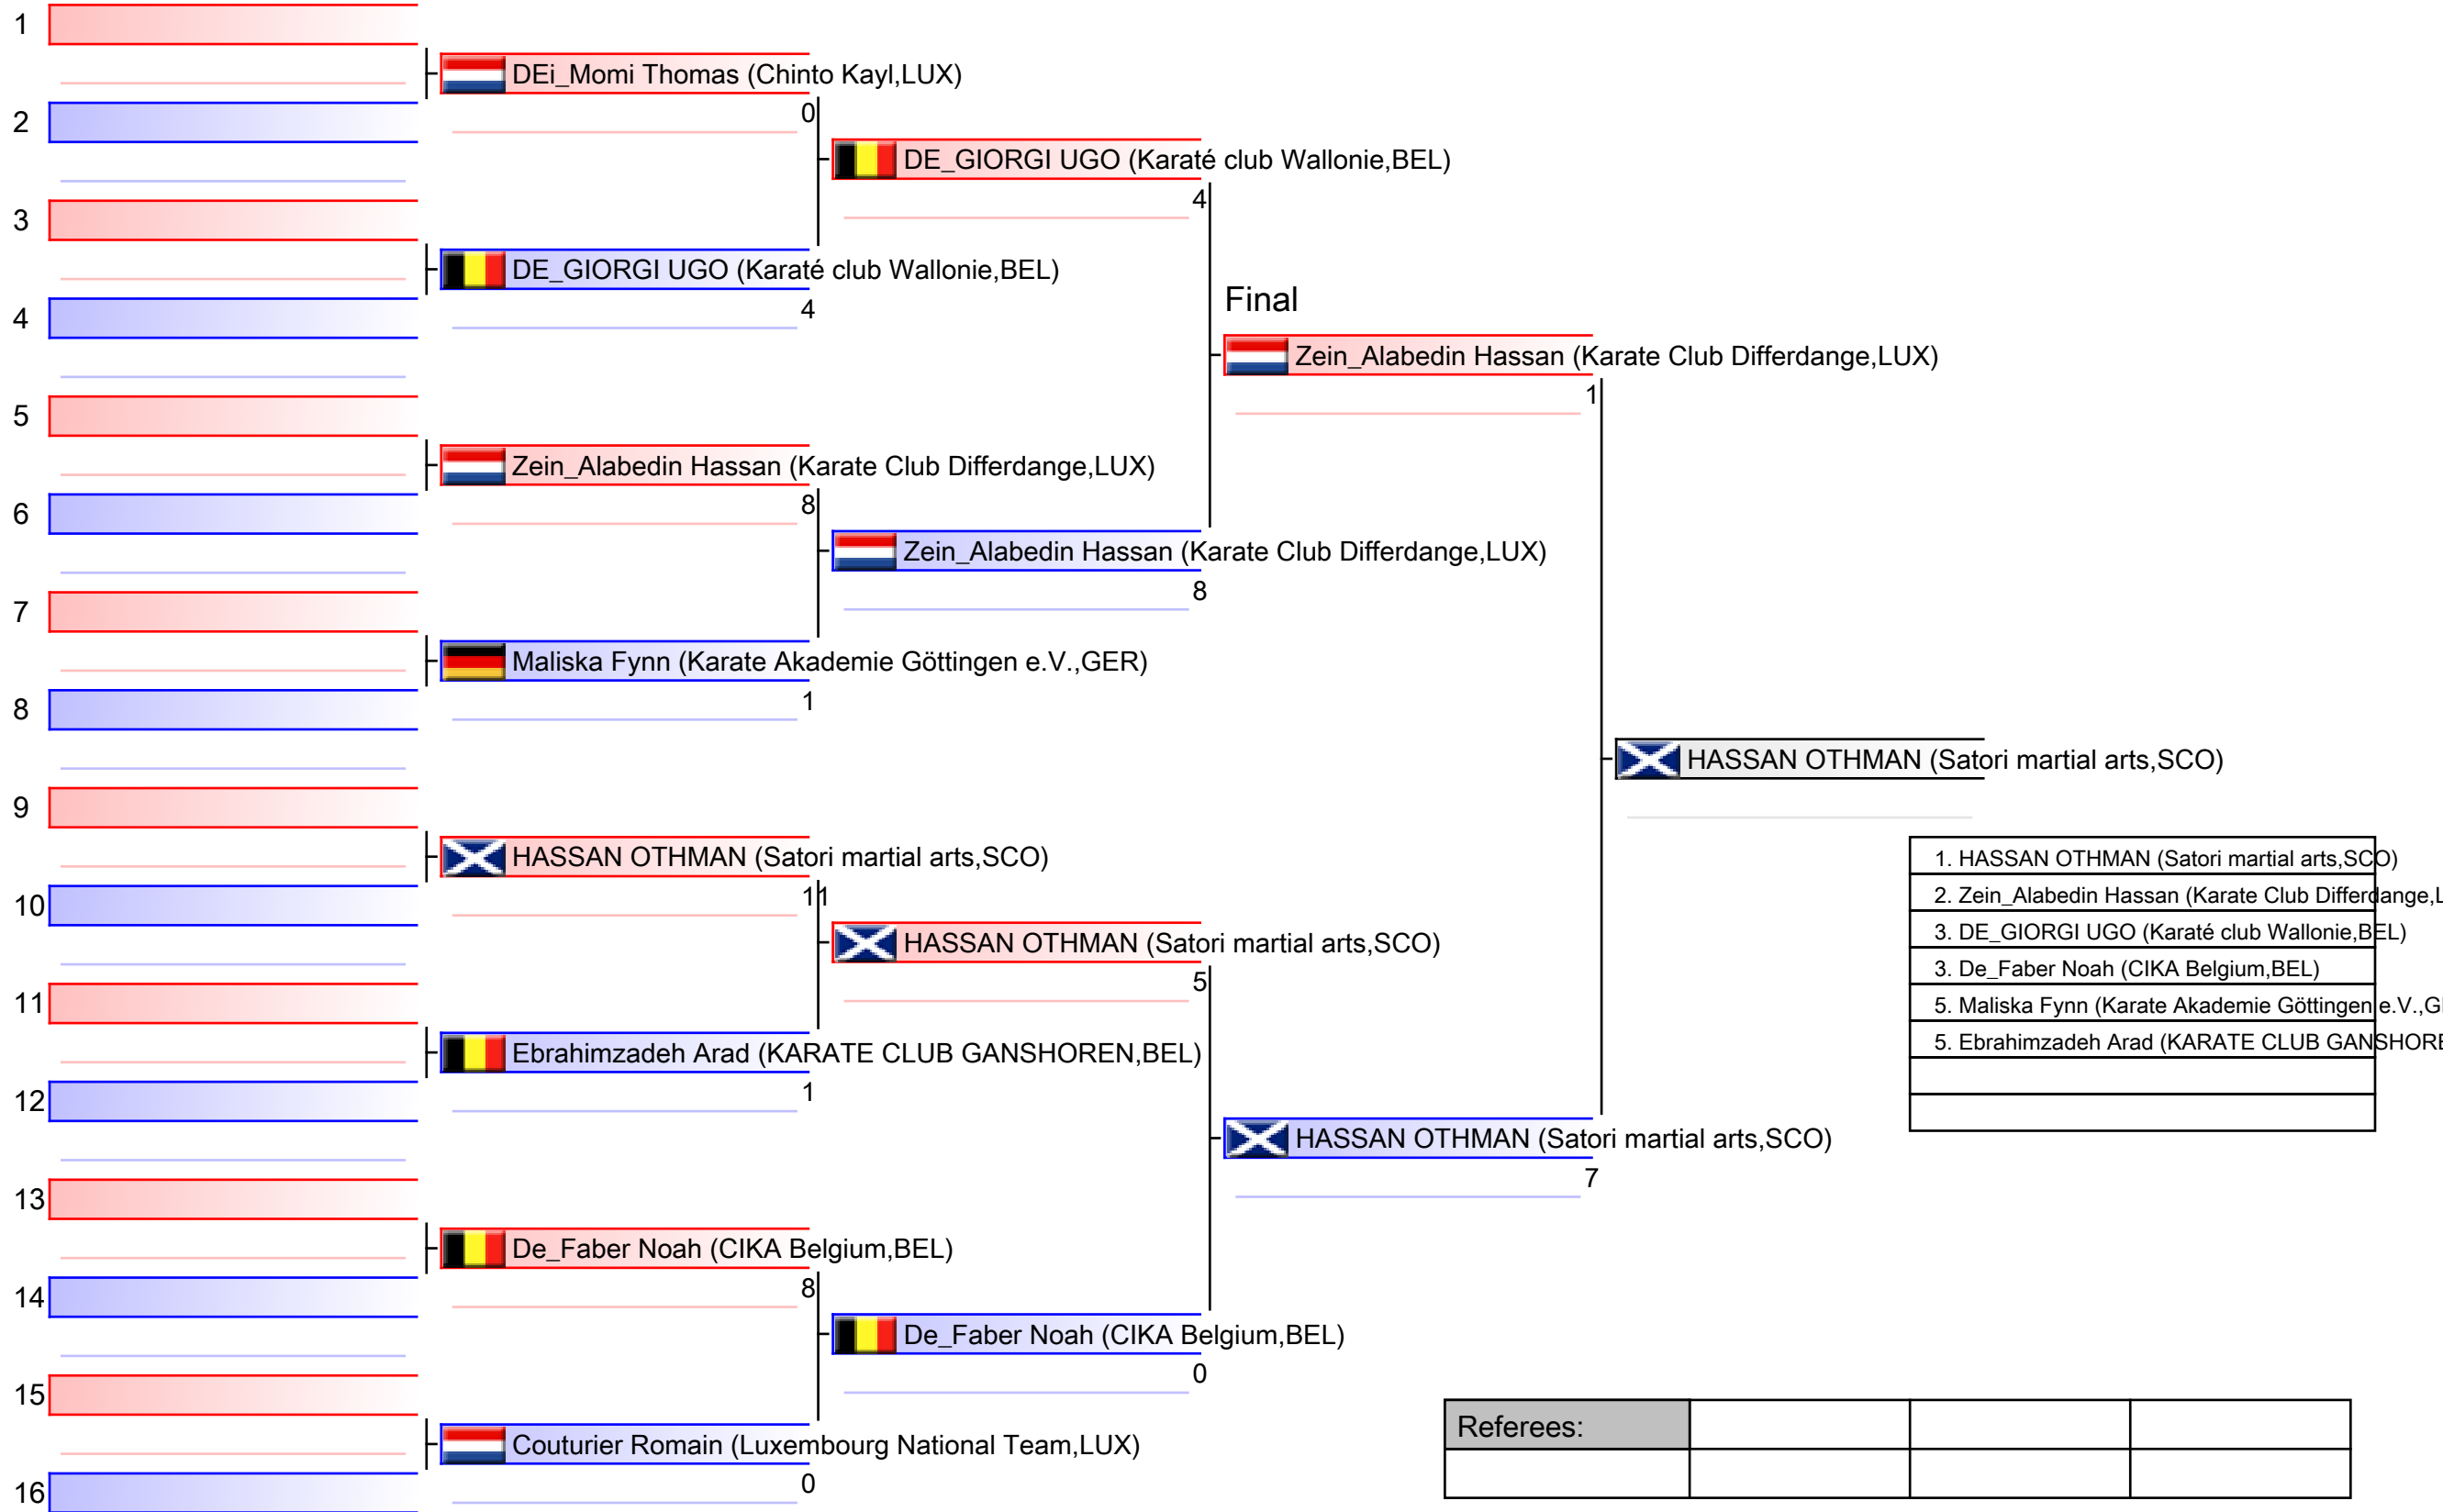 1
DEi_Momi Thomas (Chinto Kayl,LUX)
0
2
DE_GIORGI UGO (Karaté club Wallonie,BEL)
4
3
DE_GIORGI UGO (Karaté club Wallonie,BEL)
4
4
Final
Zein_Alabedin Hassan (Karate Club Differdange,LUX)
1
5
Zein_Alabedin Hassan (Karate Club Differdange,LUX)
8
6
Zein_Alabedin Hassan (Karate Club Differdange,LUX)
8
7
Maliska Fynn (Karate Akademie Göttingen e.V.,GER)
1
8
HASSAN OTHMAN (Satori martial arts,SCO)
9
HASSAN OTHMAN (Satori martial arts,SCO)
11
10
HASSAN OTHMAN (Satori martial arts,SCO)
5
11
Ebrahimzadeh Arad (KARATE CLUB GANSHOREN,BEL)
1
12
HASSAN OTHMAN (Satori martial arts,SCO)
7
13
De_Faber Noah (CIKA Belgium,BEL)
8
14
De_Faber Noah (CIKA Belgium,BEL)
0
15
Couturier Romain (Luxembourg National Team,LUX)
0
16
1. HASSAN OTHMAN (Satori martial arts,SCO)
2. Zein_Alabedin Hassan (Karate Club Differdange,L
3. DE_GIORGI UGO (Karaté club Wallonie,BEL)
3. De_Faber Noah (CIKA Belgium,BEL)
5. Maliska Fynn (Karate Akademie Göttingen e.V.,G
5. Ebrahimzadeh Arad (KARATE CLUB GANSHORE
Referees: